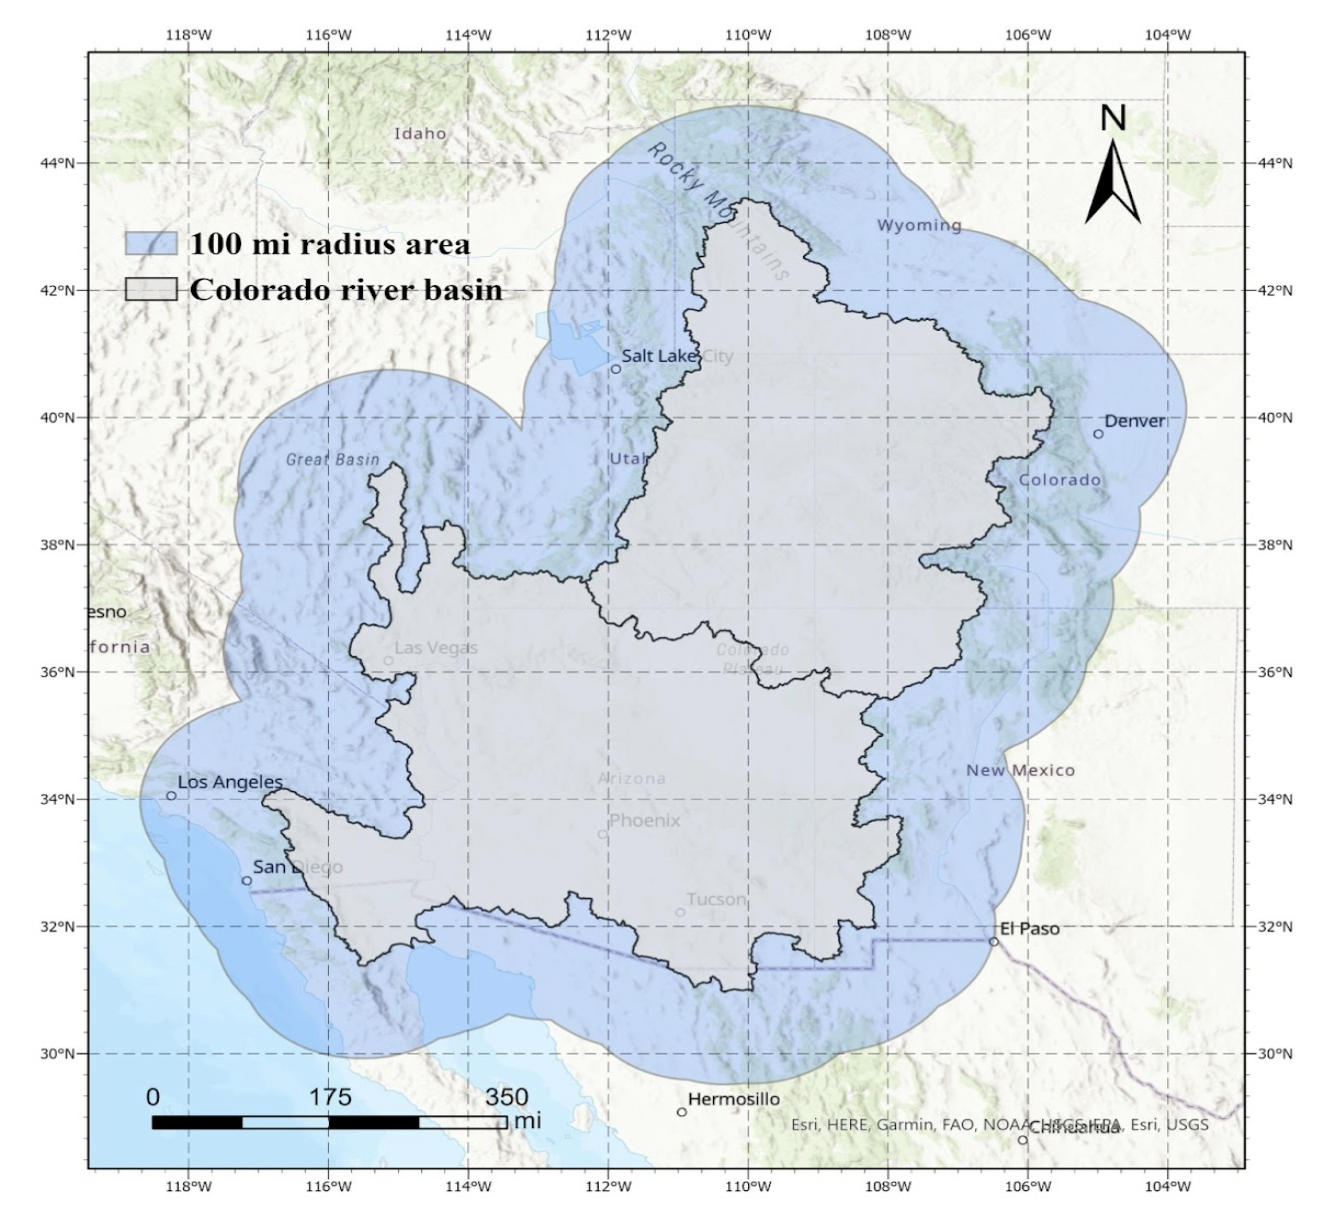 118°W 116°W 114°W 112°W 110°W 108°W 106°W 104°W
N
Idaho
44°N 44°N
Rocky Mountains
Wyoming
100 mi radius area
Colorado river basin
42°N 42°N
Salt Lake City
40°N 40°N
Denver
Great Basin
Utah
Colorado
38°N 38°N
esno
fornia
Las Vegas
Colorado
Plateau
36°N 36°N
New Mexico
Arizona
Los Angeles
34°N 34°N
Phoenix
San Diego
Tucson
32°N 32°N
El Paso
30°N 30°N
0 175 350
mi
Hermosillo
Esri, HERE, Garmin, FAO, NOAA, USGS, EPA, Esri, USGS
Chihuahua
118°W 116°W 114°W 112°W 110°W 108°W 106°W 104°W